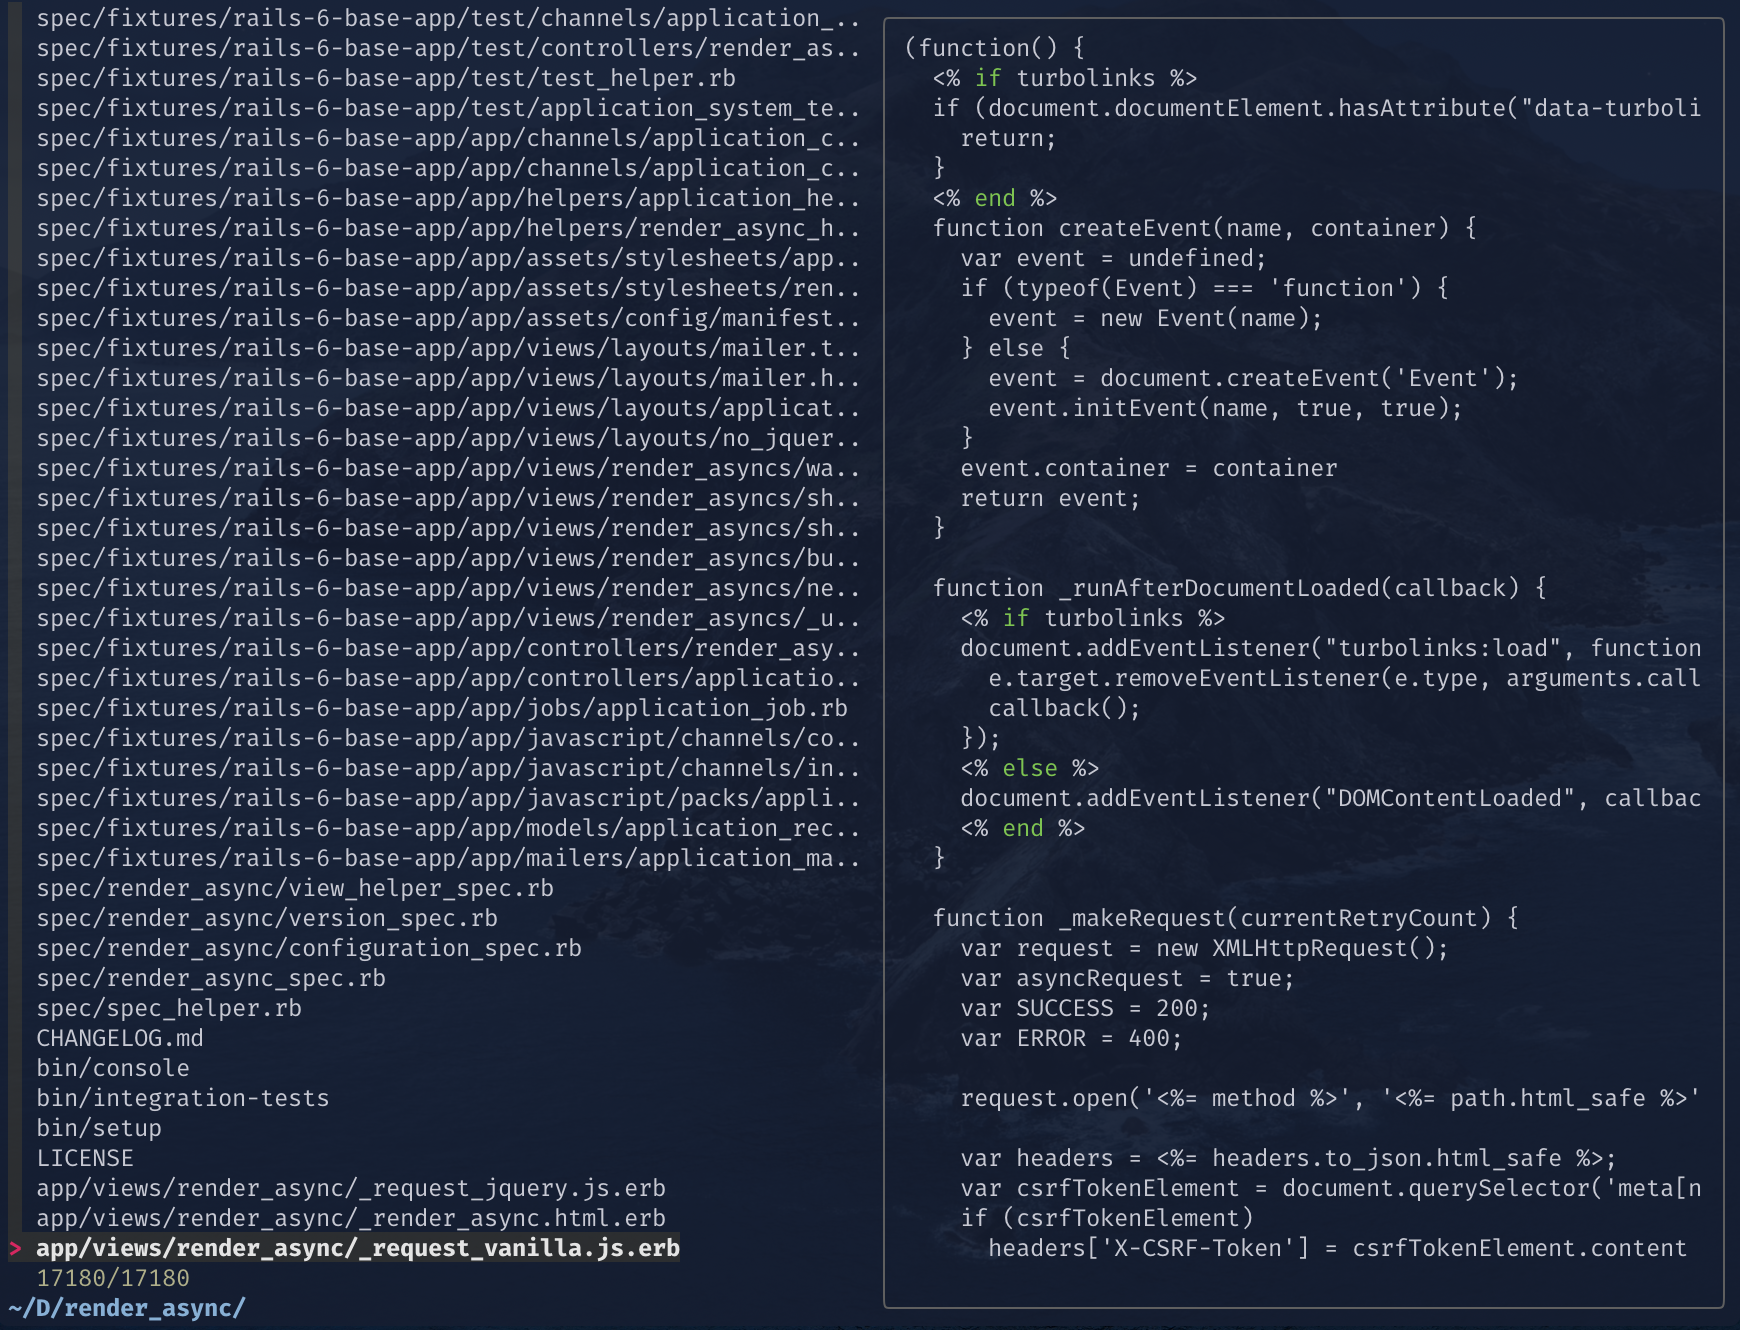 spec/fixtures/rails-6-base-app/test/channels/application_..
spec/fixtures/rails-6-base-app/test/controllers/render_as..
spec/fixtures/rails-6-base-app/test/test_helper.rb
spec/fixtures/rails-6-base-app/test/application_system_te..
spec/fixtures/rails-6-base-app/app/channels/application_c..
spec/fixtures/rails-6-base-app/app/channels/application_c..
spec/fixtures/rails-6-base-app/app/helpers/application_he..
spec/fixtures/rails-6-base-app/app/helpers/render_async_h..
spec/fixtures/rails-6-base-app/app/assets/stylesheets/app..
spec/fixtures/rails-6-base-app/app/assets/stylesheets/ren..
spec/fixtures/rails-6-base-app/app/assets/config/manifest..
spec/fixtures/rails-6-base-app/app/views/layouts/mailer.t..
spec/fixtures/rails-6-base-app/app/views/layouts/mailer.h..
spec/fixtures/rails-6-base-app/app/views/layouts/applicat..
spec/fixtures/rails-6-base-app/app/views/layouts/no_jquer..
spec/fixtures/rails-6-base-app/app/views/render_asyncs/wa..
spec/fixtures/rails-6-base-app/app/views/render_asyncs/sh..
spec/fixtures/rails-6-base-app/app/views/render_asyncs/sh..
spec/fixtures/rails-6-base-app/app/views/render_asyncs/bu..
spec/fixtures/rails-6-base-app/app/views/render_asyncs/ne..
spec/fixtures/rails-6-base-app/app/views/render_asyncs/_u..
spec/fixtures/rails-6-base-app/app/controllers/render_asy..
spec/fixtures/rails-6-base-app/app/controllers/applicatio..
spec/fixtures/rails-6-base-app/app/jobs/application_job.rb
spec/fixtures/rails-6-base-app/app/javascript/channels/co..
spec/fixtures/rails-6-base-app/app/javascript/channels/in..
spec/fixtures/rails-6-base-app/app/javascript/packs/appli..
spec/fixtures/rails-6-base-app/app/models/application_rec..
spec/fixtures/rails-6-base-app/app/mailers/application_ma..
spec/render_async/view_helper_spec.rb
spec/render_async/version_spec.rb
spec/render_async/configuration_spec.rb
spec/render_async_spec.rb
spec/spec_helper.rb
CHANGELOG.md
bin/console
bin/integration-tests
bin/setup
LICENSE
app/views/render_async/_request_jquery.js.erb
app/views/render_async/_render_async.html.erb
> app/views/render_async/_request_vanilla.js.erb
17180/17180
~/D/render_async/
(function() {
<% if turbolinks %>
if (document.documentElement.hasAttribute("data-turboli
return;
}
<% end %>
function createEvent(name, container) {
var event = undefined;
if (typeof(Event) === 'function') {
event = new Event(name);
} else {
event = document.createEvent('Event');
event.initEvent(name, true, true);
}
event.container = container
return event;
}
function _runAfterDocumentLoaded(callback) {
<% if turbolinks %>
document.addEventListener("turbolinks:load", function
e.target.removeEventListener(e.type, arguments.call
callback();
});
<% else %>
document.addEventListener("DOMContentLoaded", callbac
<% end %>
}
function _makeRequest(currentRetryCount) {
var request = new XMLHttpRequest();
var asyncRequest = true;
var SUCCESS = 200;
var ERROR = 400;
request.open('<%= method %>', '<%= path.html_safe %>'
var headers = <%= headers.to_json.html_safe %>;
var csrfTokenElement = document.querySelector('meta[n
if (csrfTokenElement)
headers['X-CSRF-Token'] = csrfTokenElement.content